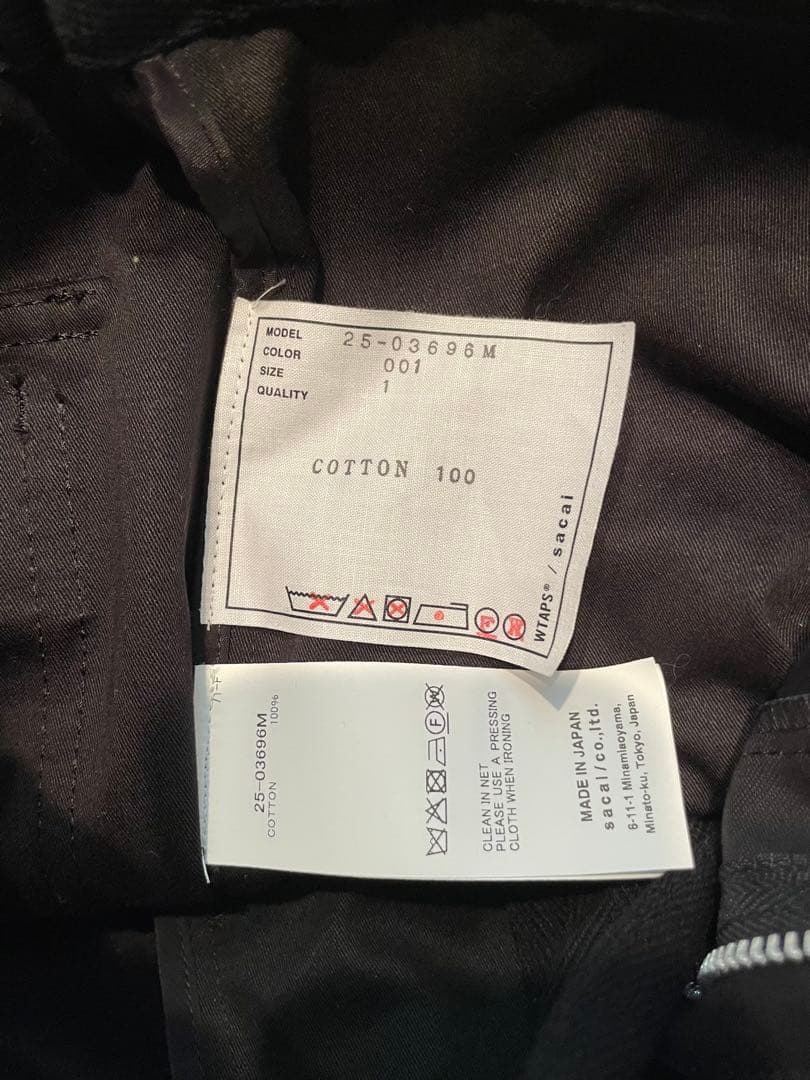 MODEL 25-03696M
COLOR 001
SIZE 1
QUALITY
COTTON 100
WTAPS® / sacai
25-03696M
COTTON 100%
F
CLEAN IN NET
PLEASE USE A PRESSING
CLOTH WHEN IRONING
MADE IN JAPAN
sacai/co.,ltd.
6-11-1 Minamiaoyama,
Minato-ku, Tokyo, Japan